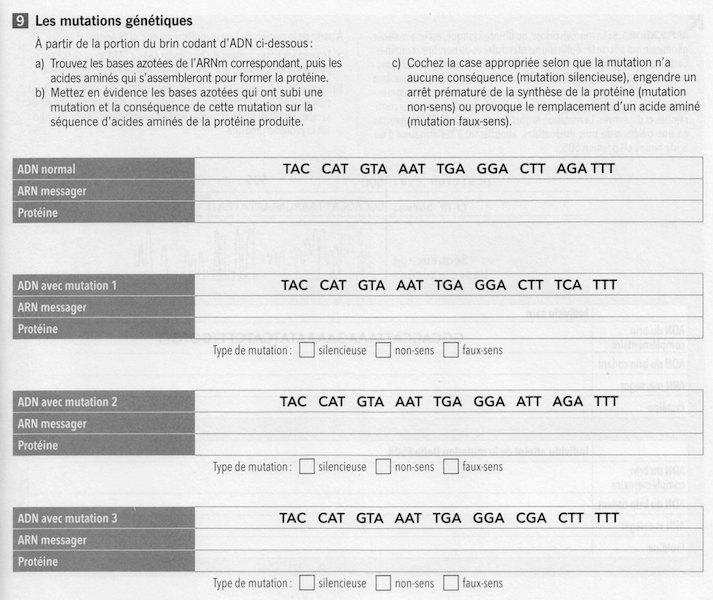 9 Les mutations génétiques
À partir de la portion du brin codant d'ADN ci-dessous :
a) Trouvez les bases azotées de l'ARNm correspondant, puis les
acides aminés qui s'assembleront pour former la protéine.
b) Mettez en évidence les bases azotées qui ont subi une
mutation et la conséquence de cette mutation sur la
séquence d'acides aminés de la protéine produite.
c) Cochez la case appropriée selon que la mutation n'a
aucune conséquence (mutation silencieuse), engendre un
arrêt prématuré de la synthèse de la protéine (mutation
non-sens) ou provoque le remplacement d'un acide aminé
(mutation faux-sens).
ADN normal TAC CAT GTA AAT TGA GGA CTT AGA TTT
ARN messager
Protéine
ADN avec mutation 1 TAC CAT GTA AAT TGA GGA CTT TCA TTT
ARN messager
Protéine
Type de mutation : silencieuse non-sens faux-sens
ADN avec mutation 2 TAC CAT GTA AAT TGA GGA ATT AGA TTT
ARN messager
Protéine
Type de mutation : silencieuse non-sens faux-sens
ADN avec mutation 3 TAC CAT GTA AAT TGA GGA CGA CTT TTT
ARN messager
Protéine
Type de mutation : silencieuse non-sens faux-sens